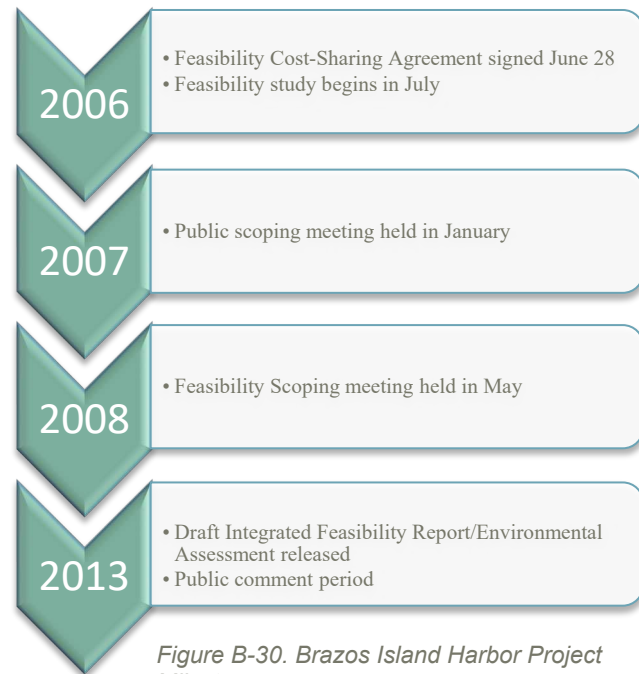 2006
• Feasibility Cost-Sharing Agreement signed June 28
• Feasibility study begins in July
2007
• Public scoping meeting held in January
2008
• Feasibility Scoping meeting held in May
2013
• Draft Integrated Feasibility Report/Environmental
Assessment released
• Public comment period
Figure B-30. Brazos Island Harbor Project